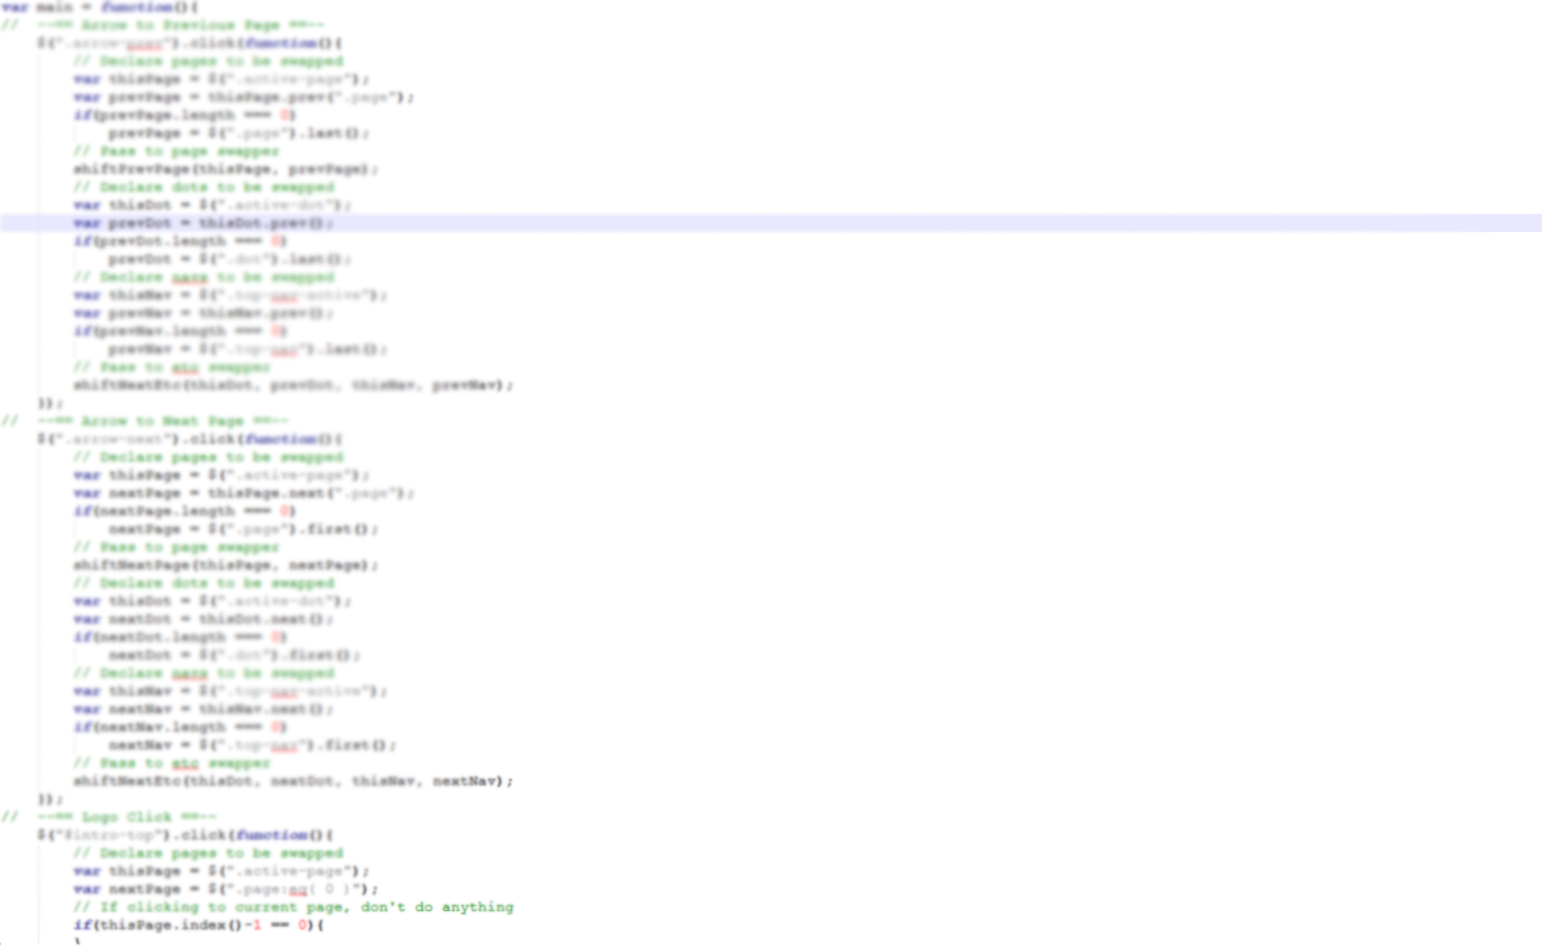 var main = function(){
//  --== Arrow to Previous Page ==--
    $(".arrow-prev").click(function(){
        // Declare pages to be swapped
        var thisPage = $(".active-page");
        var prevPage = thisPage.prev(".page");
        if(prevPage.length === 0)
            prevPage = $(".page").last();
        // Pass to page swapper
        shiftPrevPage(thisPage, prevPage);
        // Declare dots to be swapped
        var thisDot = $(".active-dot");
        var prevDot = thisDot.prev();
        if(prevDot.length === 0)
            prevDot = $(".dot").last();
        // Declare navs to be swapped
        var thisNav = $(".top-nav-active");
        var prevNav = thisNav.prev();
        if(prevNav.length === 0)
            prevNav = $(".top-nav").last();
        // Pass to etc swapper
        shiftNextEtc(thisDot, prevDot, thisNav, prevNav);
    });
//  --== Arrow to Next Page ==--
    $(".arrow-next").click(function(){
        // Declare pages to be swapped
        var thisPage = $(".active-page");
        var nextPage = thisPage.next(".page");
        if(nextPage.length === 0)
            nextPage = $(".page").first();
        // Pass to page swapper
        shiftNextPage(thisPage, nextPage);
        // Declare dots to be swapped
        var thisDot = $(".active-dot");
        var nextDot = thisDot.next();
        if(nextDot.length === 0)
            nextDot = $(".dot").first();
        // Declare navs to be swapped
        var thisNav = $(".top-nav-active");
        var nextNav = thisNav.next();
        if(nextNav.length === 0)
            nextNav = $(".top-nav").first();
        // Pass to etc swapper
        shiftNextEtc(thisDot, nextDot, thisNav, nextNav);
    });
//  --== Logo Click ==--
    $("#intro-top").click(function(){
        // Declare pages to be swapped
        var thisPage = $(".active-page");
        var nextPage = $(".page:eq( 0 )");
        // If clicking to current page, don't do anything
        if(thisPage.index()-1 == 0){
        }